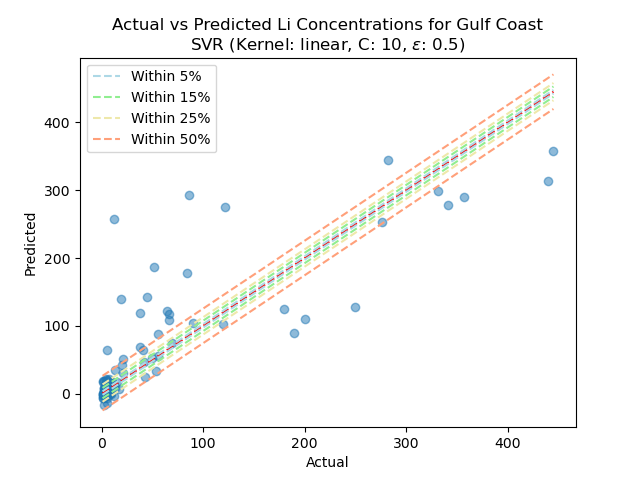 Actual vs Predicted Li Concentrations for Gulf Coast
SVR (Kernel: linear, C: 10, ε: 0.5)
Within 5%
Within 15%
Within 25%
Within 50%
Predicted
400
300
200
100
0
0 100 200 300 400
Actual